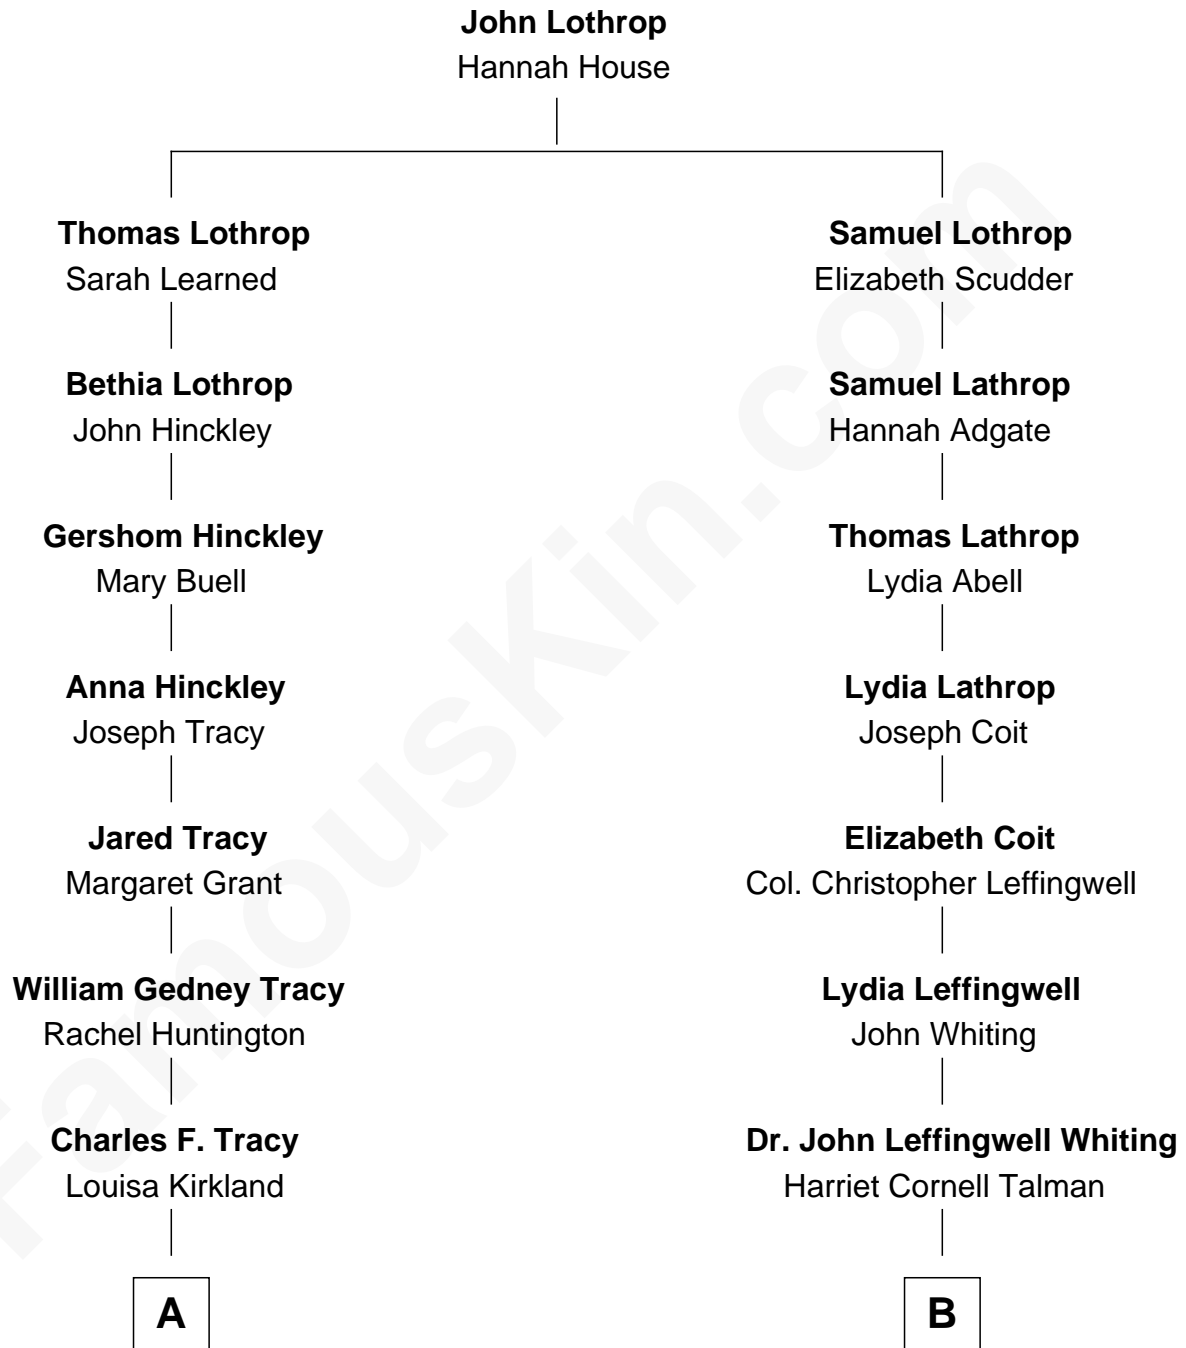 John Lothrop
Hannah House
Thomas Lothrop
Sarah Learned
Samuel Lothrop
Elizabeth Scudder
Bethia Lothrop
John Hinckley
Samuel Lathrop
Hannah Adgate
Gershom Hinckley
Mary Buell
Thomas Lathrop
Lydia Abell
Anna Hinckley
Joseph Tracy
Lydia Lathrop
Joseph Coit
Jared Tracy
Margaret Grant
Elizabeth Coit
Col. Christopher Leffingwell
William Gedney Tracy
Rachel Huntington
Lydia Leffingwell
John Whiting
Charles F. Tracy
Louisa Kirkland
Dr. John Leffingwell Whiting
Harriet Cornell Talman
A
B
FamousKin.com